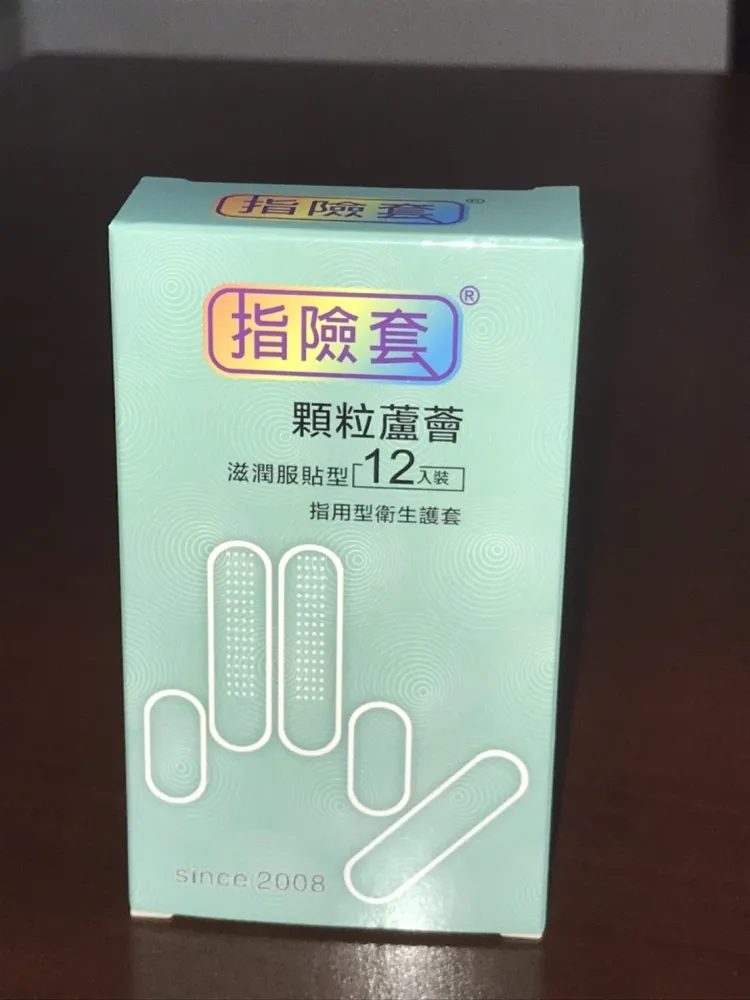 指險套®
指險套®
顆粒蘆薈
滋潤服貼型 12入裝
指用型衛生護套
since 2008